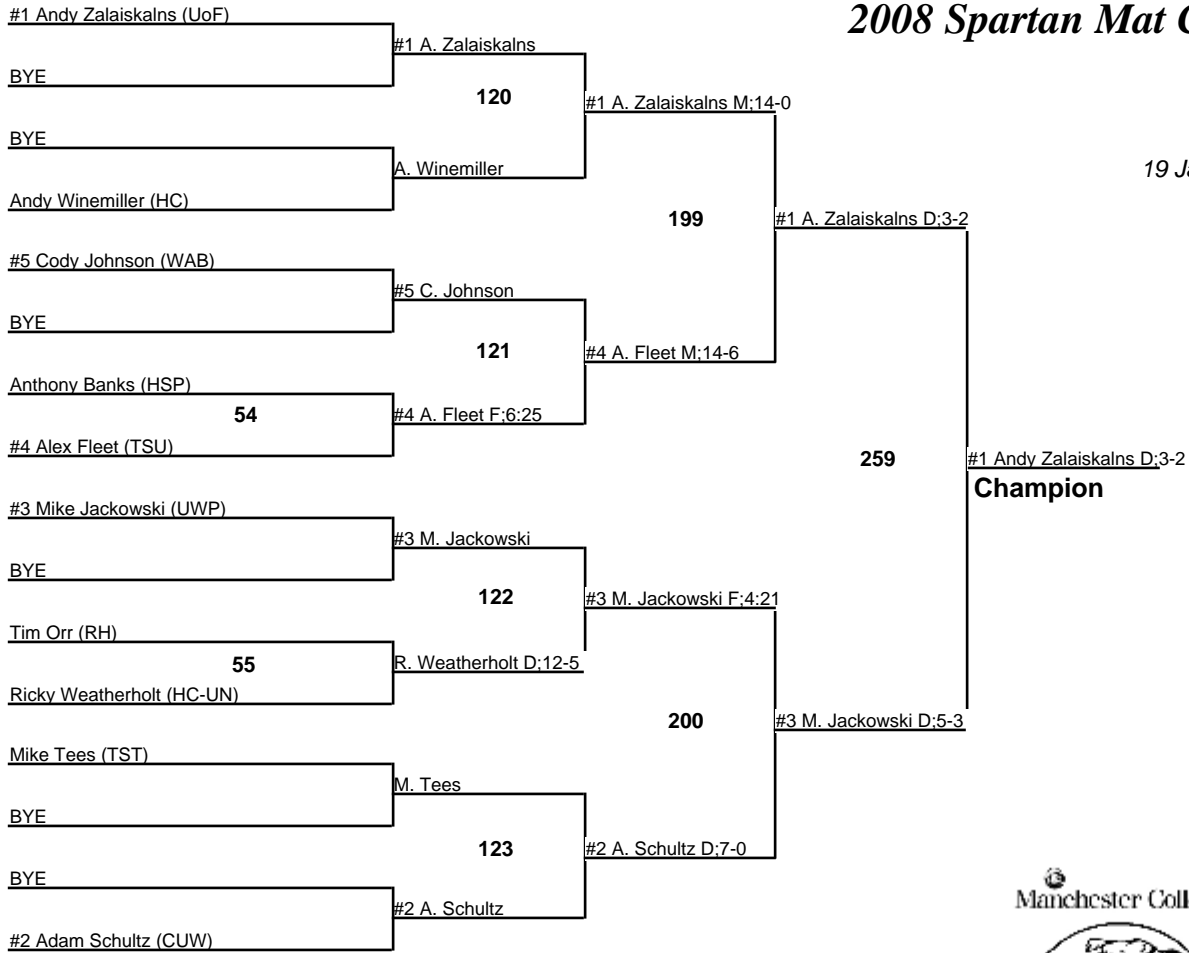 2008 Spartan Mat
19
#1 Andy Zalaiskalns (UoF)
BYE
BYE
Andy Winemiller (HC)
#5 Cody Johnson (WAB)
BYE
Anthony Banks (HSP)
54
#4 Alex Fleet (TSU)
#3 Mike Jackowski (UWP)
BYE
Tim Orr (RH)
55
Ricky Weatherholt (HC-UN)
Mike Tees (TST)
BYE
BYE
#2 Adam Schultz (CUW)
#1 A. Zalaiskalns
120
A. Winemiller
#5 C. Johnson
121
#4 A. Fleet F;6:25
#3 M. Jackowski
122
R. Weatherholt D;12-5
M. Tees
123
#2 A. Schultz
#1 A. Zalaiskalns M;14-0
199
#4 A. Fleet M;14-6
#3 M. Jackowski F;4:21
200
#2 A. Schultz D;7-0
#1 A. Zalaiskalns D;3-2
259
#3 M. Jackowski D;5-3
#1 Andy Zalaiskalns D;3-2
Champion
Manchester Coll